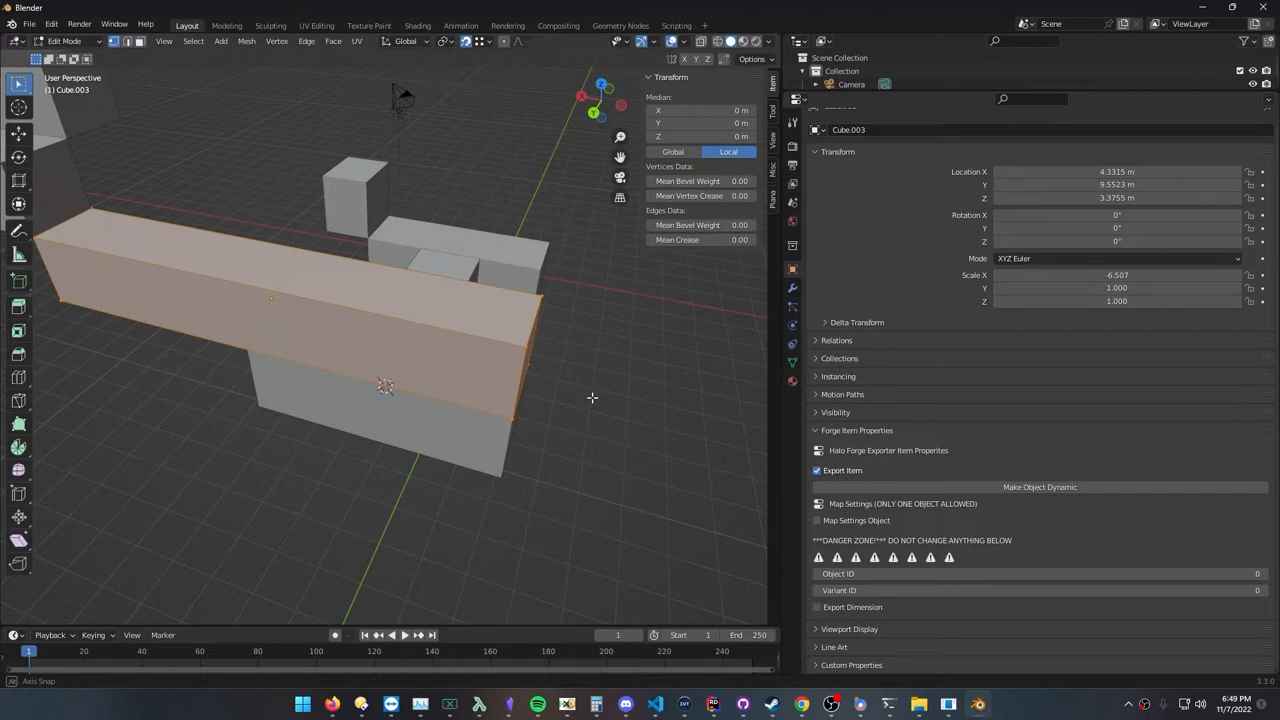 Blender
File Edit Render Window Help Layout Modeling Sculpting UV Editing Texture Paint Shading Animation Rendering Compositing Geometry Nodes Scripting + Scene ViewLayer
Edit Mode View Select Add Mesh Vertex Edge Face UV Global
X Y Z Options
User Perspective
(1) Cube.003
Transform
Median:
X 0 m
Y 0 m
Z 0 m
Global Local
Vertices Data:
Mean Bevel Weight 0.00
Mean Vertex Crease 0.00
Edges Data:
Mean Bevel Weight 0.00
Mean Crease 0.00
Item
Tool
View
Misc
Plana
Y
Scene Collection
Collection
Camera
Cube.003
Transform
Location X 4.3315 m
Y 9.5523 m
Z 3.3755 m
Rotation X 0°
Y 0°
Z 0°
Mode XYZ Euler
Scale X -6.507
Y 1.000
Z 1.000
Delta Transform
Relations
Collections
Instancing
Motion Paths
Visibility
Forge Item Properties
Halo Forge Exporter Item Properites
Export Item
Make Object Dynamic
Map Settings (ONLY ONE OBJECT ALLOWED)
Map Settings Object
***DANGER ZONE!*** DO NOT CHANGE ANYTHING BELOW
Object ID 0
Variant ID 0
Export Dimension
Viewport Display
Line Art
Custom Properties
Playback Keying View Marker 1 Start 1 End 250
1 20 40 60 80 100 120 140 160 180 200 220 240
Axis Snap 3.3.0
6:49 PM
11/7/2022